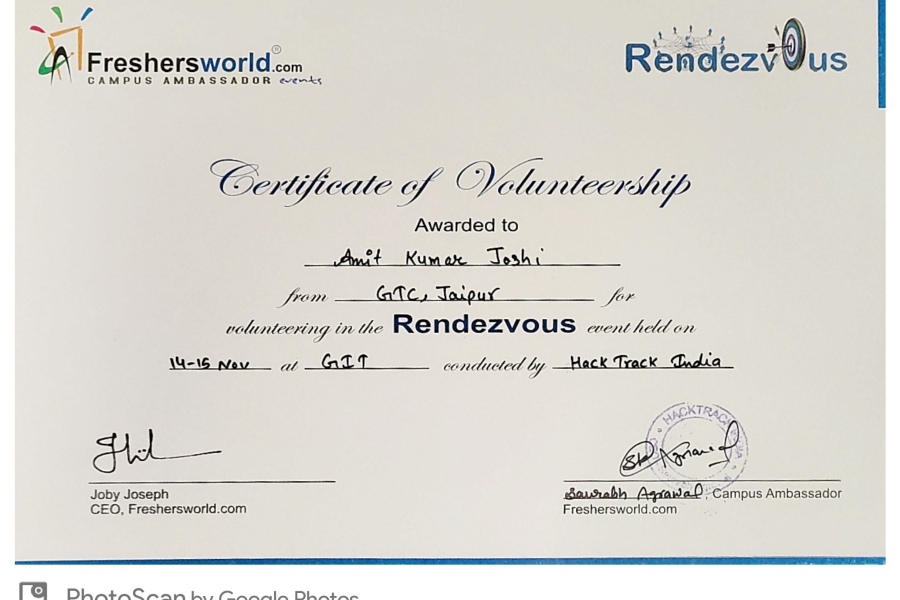 Freshersworld.com®
CAMPUS AMBASSADOR events
Rendezvous
Certificate of Volunteership
Awarded to
Amit Kumar Joshi
from GTC, Jaipur for
volunteering in the Rendezvous event held on
14-15 Nov at GIT conducted by Hack Track India
HACKTRACK INDIA
Joby Joseph
CEO, Freshersworld.com
Saurabh Agrawal, Campus Ambassador
Freshersworld.com
PhotoScan by Google Photos